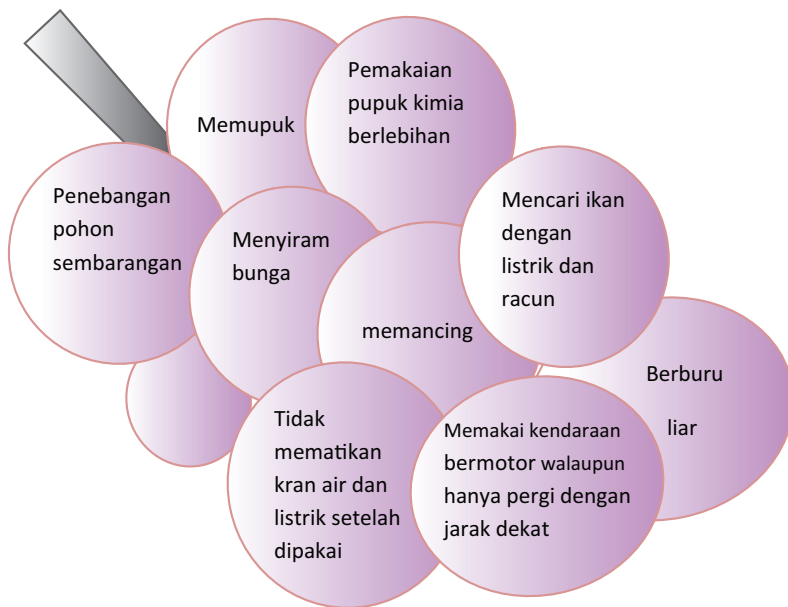 Memupuk
Pemakaian
pupuk kimia
berlebihan
Penebangan
pohon
sembarangan
Menyiram
bunga
Mencari ikan
dengan
listrik dan
racun
memancing
Berburu
liar
Tidak
mematikan
kran air dan
listrik setelah
dipakai
Memakai kendaraan
bermotor walaupun
hanya pergi dengan
jarak dekat